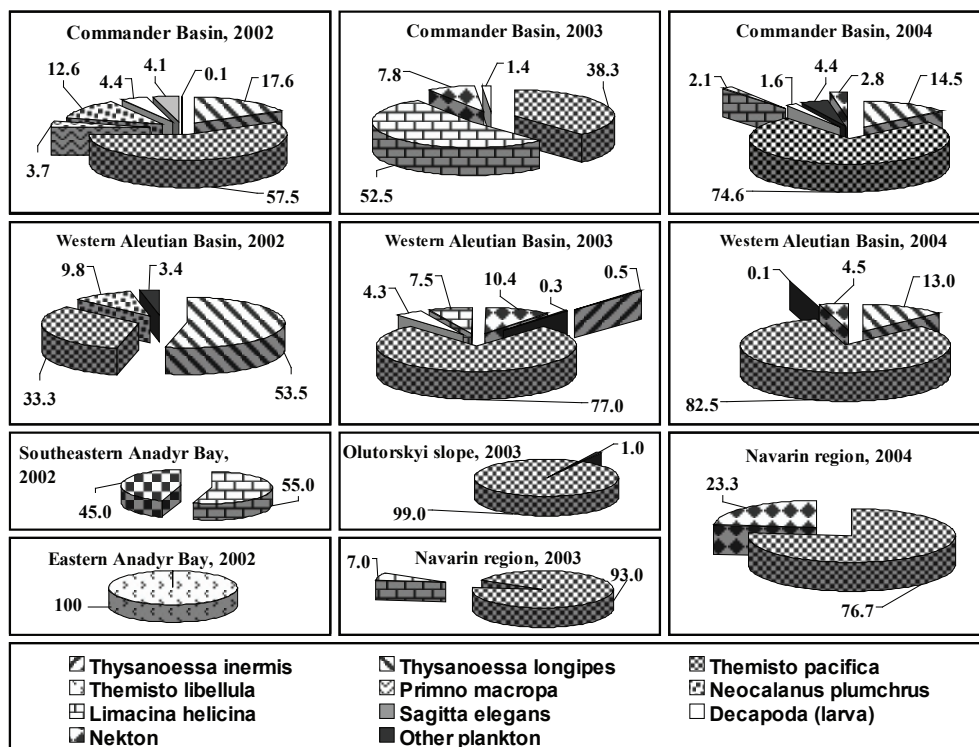 Commander Basin, 2002
12.6
4.4
4.1
0.1
17.6
3.7
57.5
Commander Basin, 2003
7.8
1.4
38.3
52.5
Commander Basin, 2004
2.1
1.6
4.4
2.8
14.5
74.6
Western Aleutian Basin, 2002
9.8
3.4
33.3
53.5
Western Aleutian Basin, 2003
4.3
7.5
10.4
0.3
0.5
77.0
Western Aleutian Basin, 2004
0.1
4.5
13.0
82.5
Southeastern Anadyr Bay,
2002
45.0
55.0
Olutorskyi slope, 2003
1.0
99.0
Navarin region, 2004
23.3
76.7
Eastern Anadyr Bay, 2002
100
Navarin region, 2003
7.0
93.0
Thysanoessa inermis
Thysanoessa longipes
Themisto pacifica
Themisto libellula
Primno macropa
Neocalanus plumchrus
Limacina helicina
Sagitta elegans
Decapoda (larva)
Nekton
Other plankton